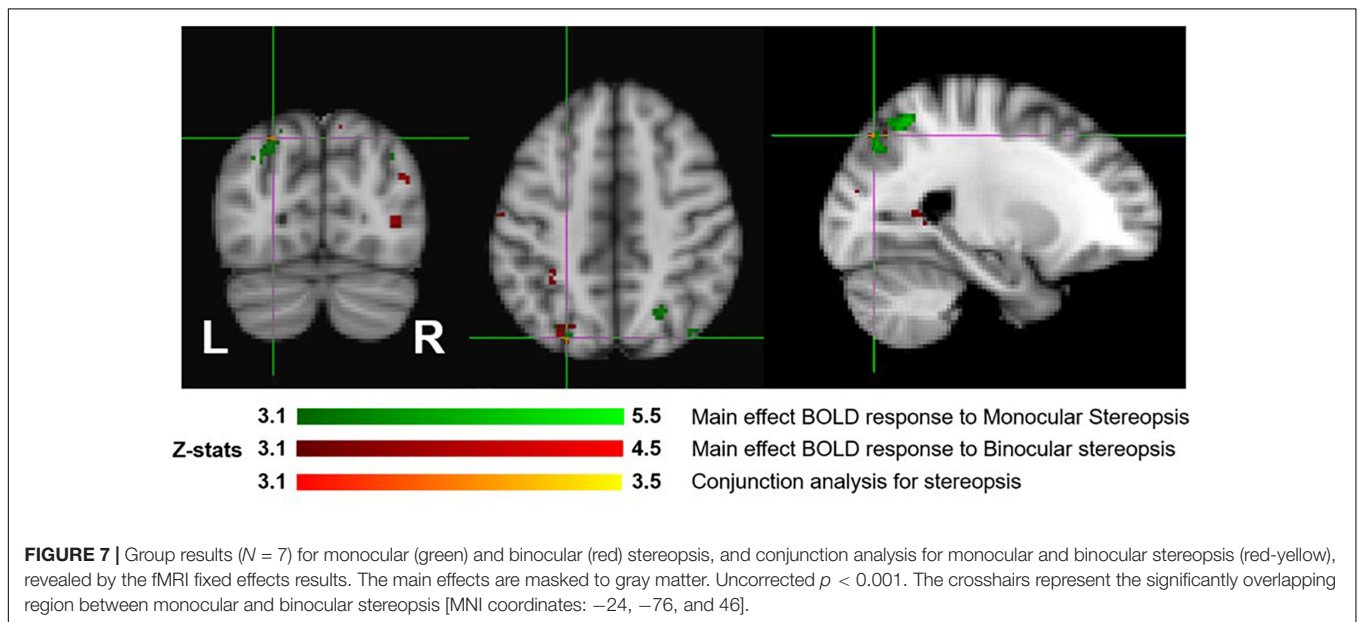 L R
3.1 5.5 Main effect BOLD response to Monocular Stereopsis
Z-stats 3.1 4.5 Main effect BOLD response to Binocular stereopsis
3.1 3.5 Conjunction analysis for stereopsis
FIGURE 7 | Group results (N = 7) for monocular (green) and binocular (red) stereopsis, and conjunction analysis for monocular and binocular stereopsis (red-yellow),
revealed by the fMRI fixed effects results. The main effects are masked to gray matter. Uncorrected p < 0.001. The crosshairs represent the significantly overlapping
region between monocular and binocular stereopsis [MNI coordinates: −24, −76, and 46].